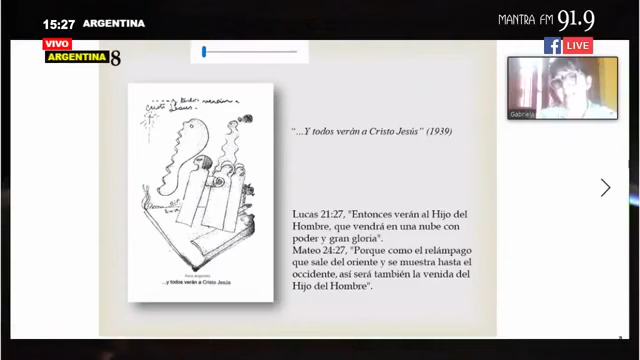 15:27 ARGENTINA
MANTRA FM 91.9
VIVO
LIVE
ARGENTINA 8
Gabriela
"...Y todos verán a Cristo Jesús" (1939)
Cristo Jesus.
Lucas 21:27, "Entonces verán al Hijo del
Hombre, que vendrá en una nube con
poder y gran gloria".
Mateo 24:27, "Porque como el relámpago
que sale del oriente y se muestra hasta el
occidente, así será también la venida del
Hijo del Hombre".
...y todos verán a Cristo Jesús